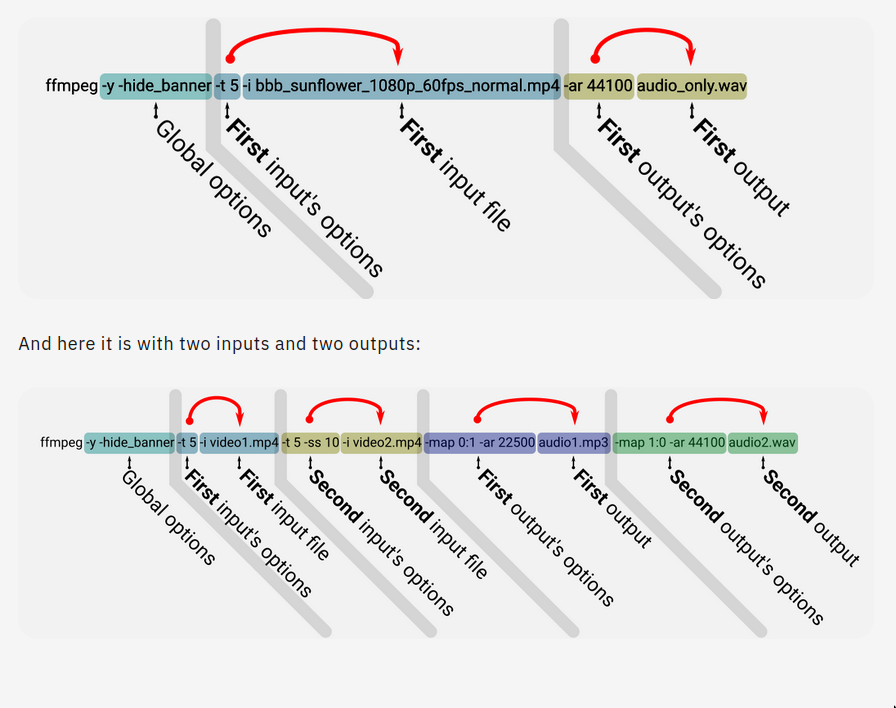 ffmpeg -y -hide_banner -t 5 -i bbb_sunflower_1080p_60fps_normal.mp4 -ar 44100 audio_only.wav
Global options
First input's options
First input file
First output's options
First output
And here it is with two inputs and two outputs:
ffmpeg -y -hide_banner -t 5 -i video1.mp4 -t 5 -ss 10 -i video2.mp4 -map 0:1 -ar 22500 audio1.mp3 -map 1:0 -ar 44100 audio2.wav
Global options
First input's options
First input file
Second input's options
Second input file
First output's options
First output
Second output's options
Second output